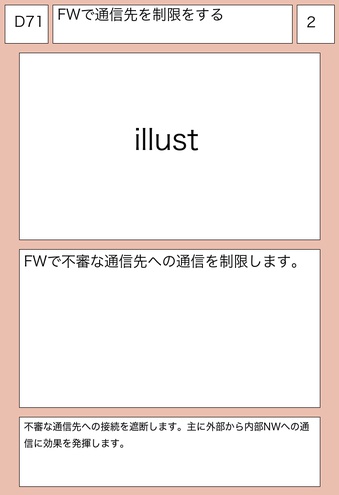 D71
FWで通信先を制限をする
2
illust
FWで不審な通信先への通信を制限します。
不審な通信先への接続を遮断します。主に外部から内部NWへの通
信に効果を発揮します。